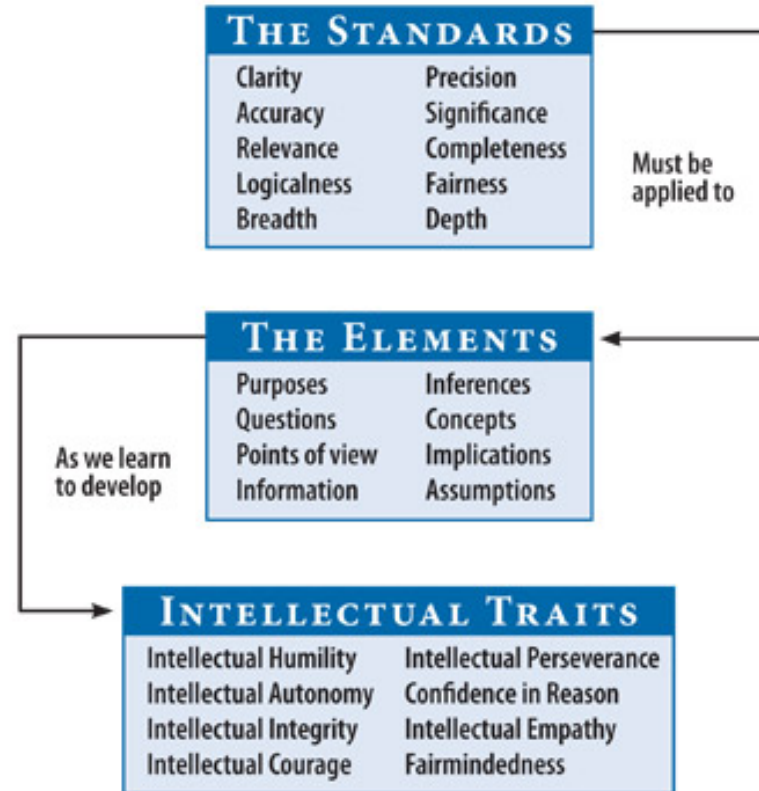 THE STANDARDS
Clarity
Accuracy
Relevance
Logicalness
Breadth
Precision
Significance
Completeness
Fairness
Depth
Must be
applied to
THE ELEMENTS
Purposes
Questions
Points of view
Information
Inferences
Concepts
Implications
Assumptions
As we learn
to develop
INTELLECTUAL TRAITS
Intellectual Humility
Intellectual Autonomy
Intellectual Integrity
Intellectual Courage
Intellectual Perseverance
Confidence in Reason
Intellectual Empathy
Fairmindedness